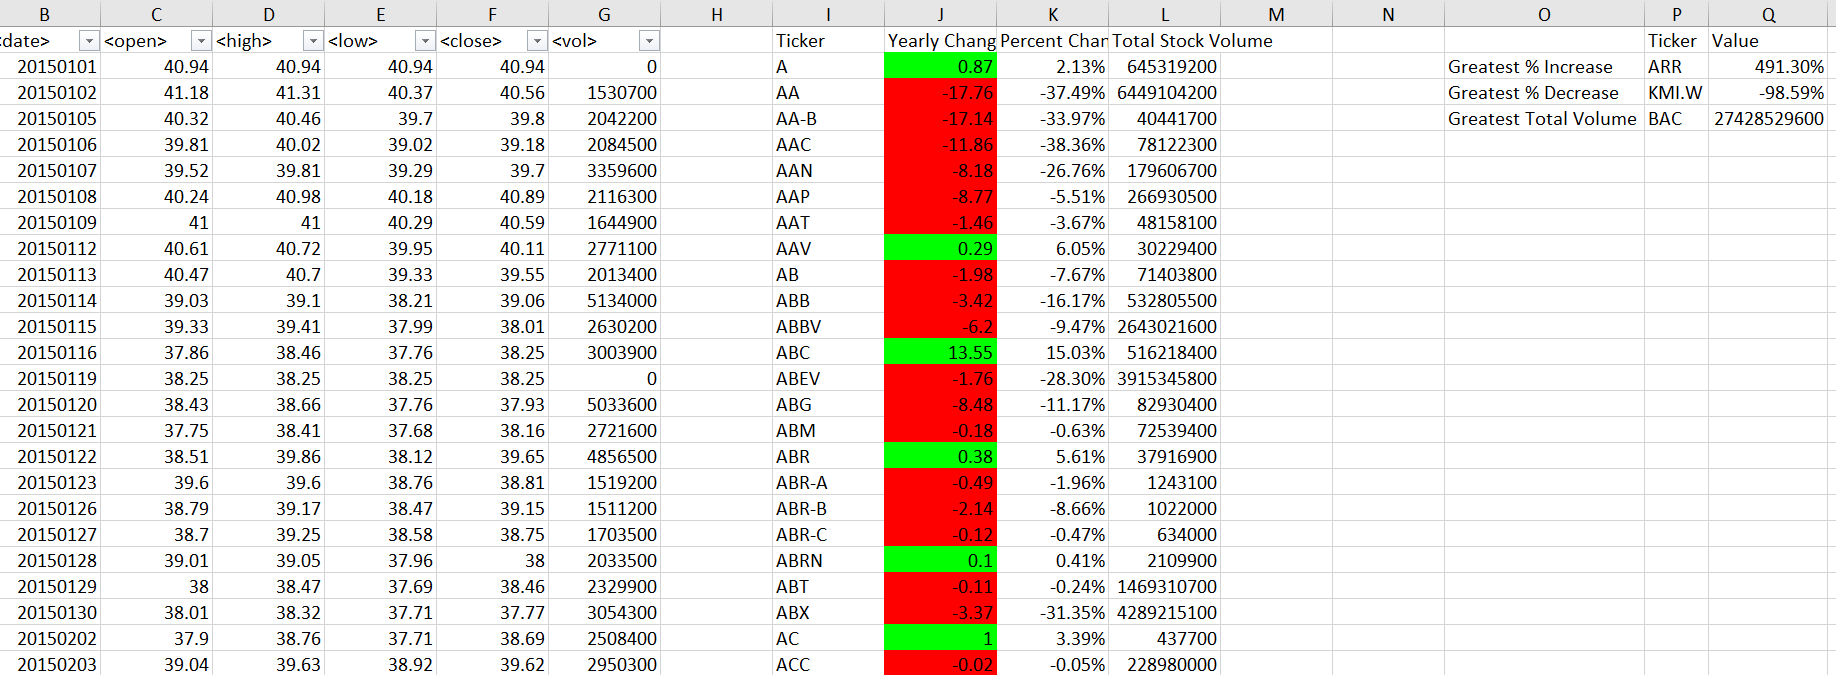 B C D E F G H I J K L M N O P Q
<date> <open> <high> <low> <close> <vol> Ticker Yearly Chang Percent Char Total Stock Volume Ticker Value
20150101 40.94 40.94 40.94 40.94 0 A 0.87 2.13% 645319200 Greatest % Increase ARR 491.30%
20150102 41.18 41.31 40.37 40.56 1530700 AA -17.76 -37.49% 6449104200 Greatest % Decrease KMI.W -98.59%
20150105 40.32 40.46 39.7 39.8 2042200 AA-B -17.14 -33.97% 40441700 Greatest Total Volume BAC 27428529600
20150106 39.81 40.02 39.02 39.18 2084500 AAC -11.86 -38.36% 78122300
20150107 39.52 39.81 39.29 39.7 3359600 AAN -8.18 -26.76% 179606700
20150108 40.24 40.98 40.18 40.89 2116300 AAP -8.77 -5.51% 266930500
20150109 41 41 40.29 40.59 1644900 AAT -1.46 -3.67% 48158100
20150112 40.61 40.72 39.95 40.11 2771100 AAV 0.29 6.05% 30229400
20150113 40.47 40.7 39.33 39.55 2013400 AB -1.98 -7.67% 71403800
20150114 39.03 39.1 38.21 39.06 5134000 ABB -3.42 -16.17% 532805500
20150115 39.33 39.41 37.99 38.01 2630200 ABBV -6.2 -9.47% 2643021600
20150116 37.86 38.46 37.76 38.25 3003900 ABC 13.55 15.03% 516218400
20150119 38.25 38.25 38.25 38.25 0 ABEV -1.76 -28.30% 3915345800
20150120 38.43 38.66 37.76 37.93 5033600 ABG -8.48 -11.17% 82930400
20150121 37.75 38.41 37.68 38.16 2721600 ABM -0.18 -0.63% 72539400
20150122 38.51 39.86 38.12 39.65 4856500 ABR 0.38 5.61% 37916900
20150123 39.6 39.6 38.76 38.81 1519200 ABR-A -0.49 -1.96% 1243100
20150126 38.79 39.17 38.47 39.15 1511200 ABR-B -2.14 -8.66% 1022000
20150127 38.7 39.25 38.58 38.75 1703500 ABR-C -0.12 -0.47% 634000
20150128 39.01 39.05 37.96 38 2033500 ABRN 0.1 0.41% 2109900
20150129 38 38.47 37.69 38.46 2329900 ABT -0.11 -0.24% 1469310700
20150130 38.01 38.32 37.71 37.77 3054300 ABX -3.37 -31.35% 4289215100
20150202 37.9 38.76 37.71 38.69 2508400 AC 1 3.39% 437700
20150203 39.04 39.63 38.92 39.62 2950300 ACC -0.02 -0.05% 228980000